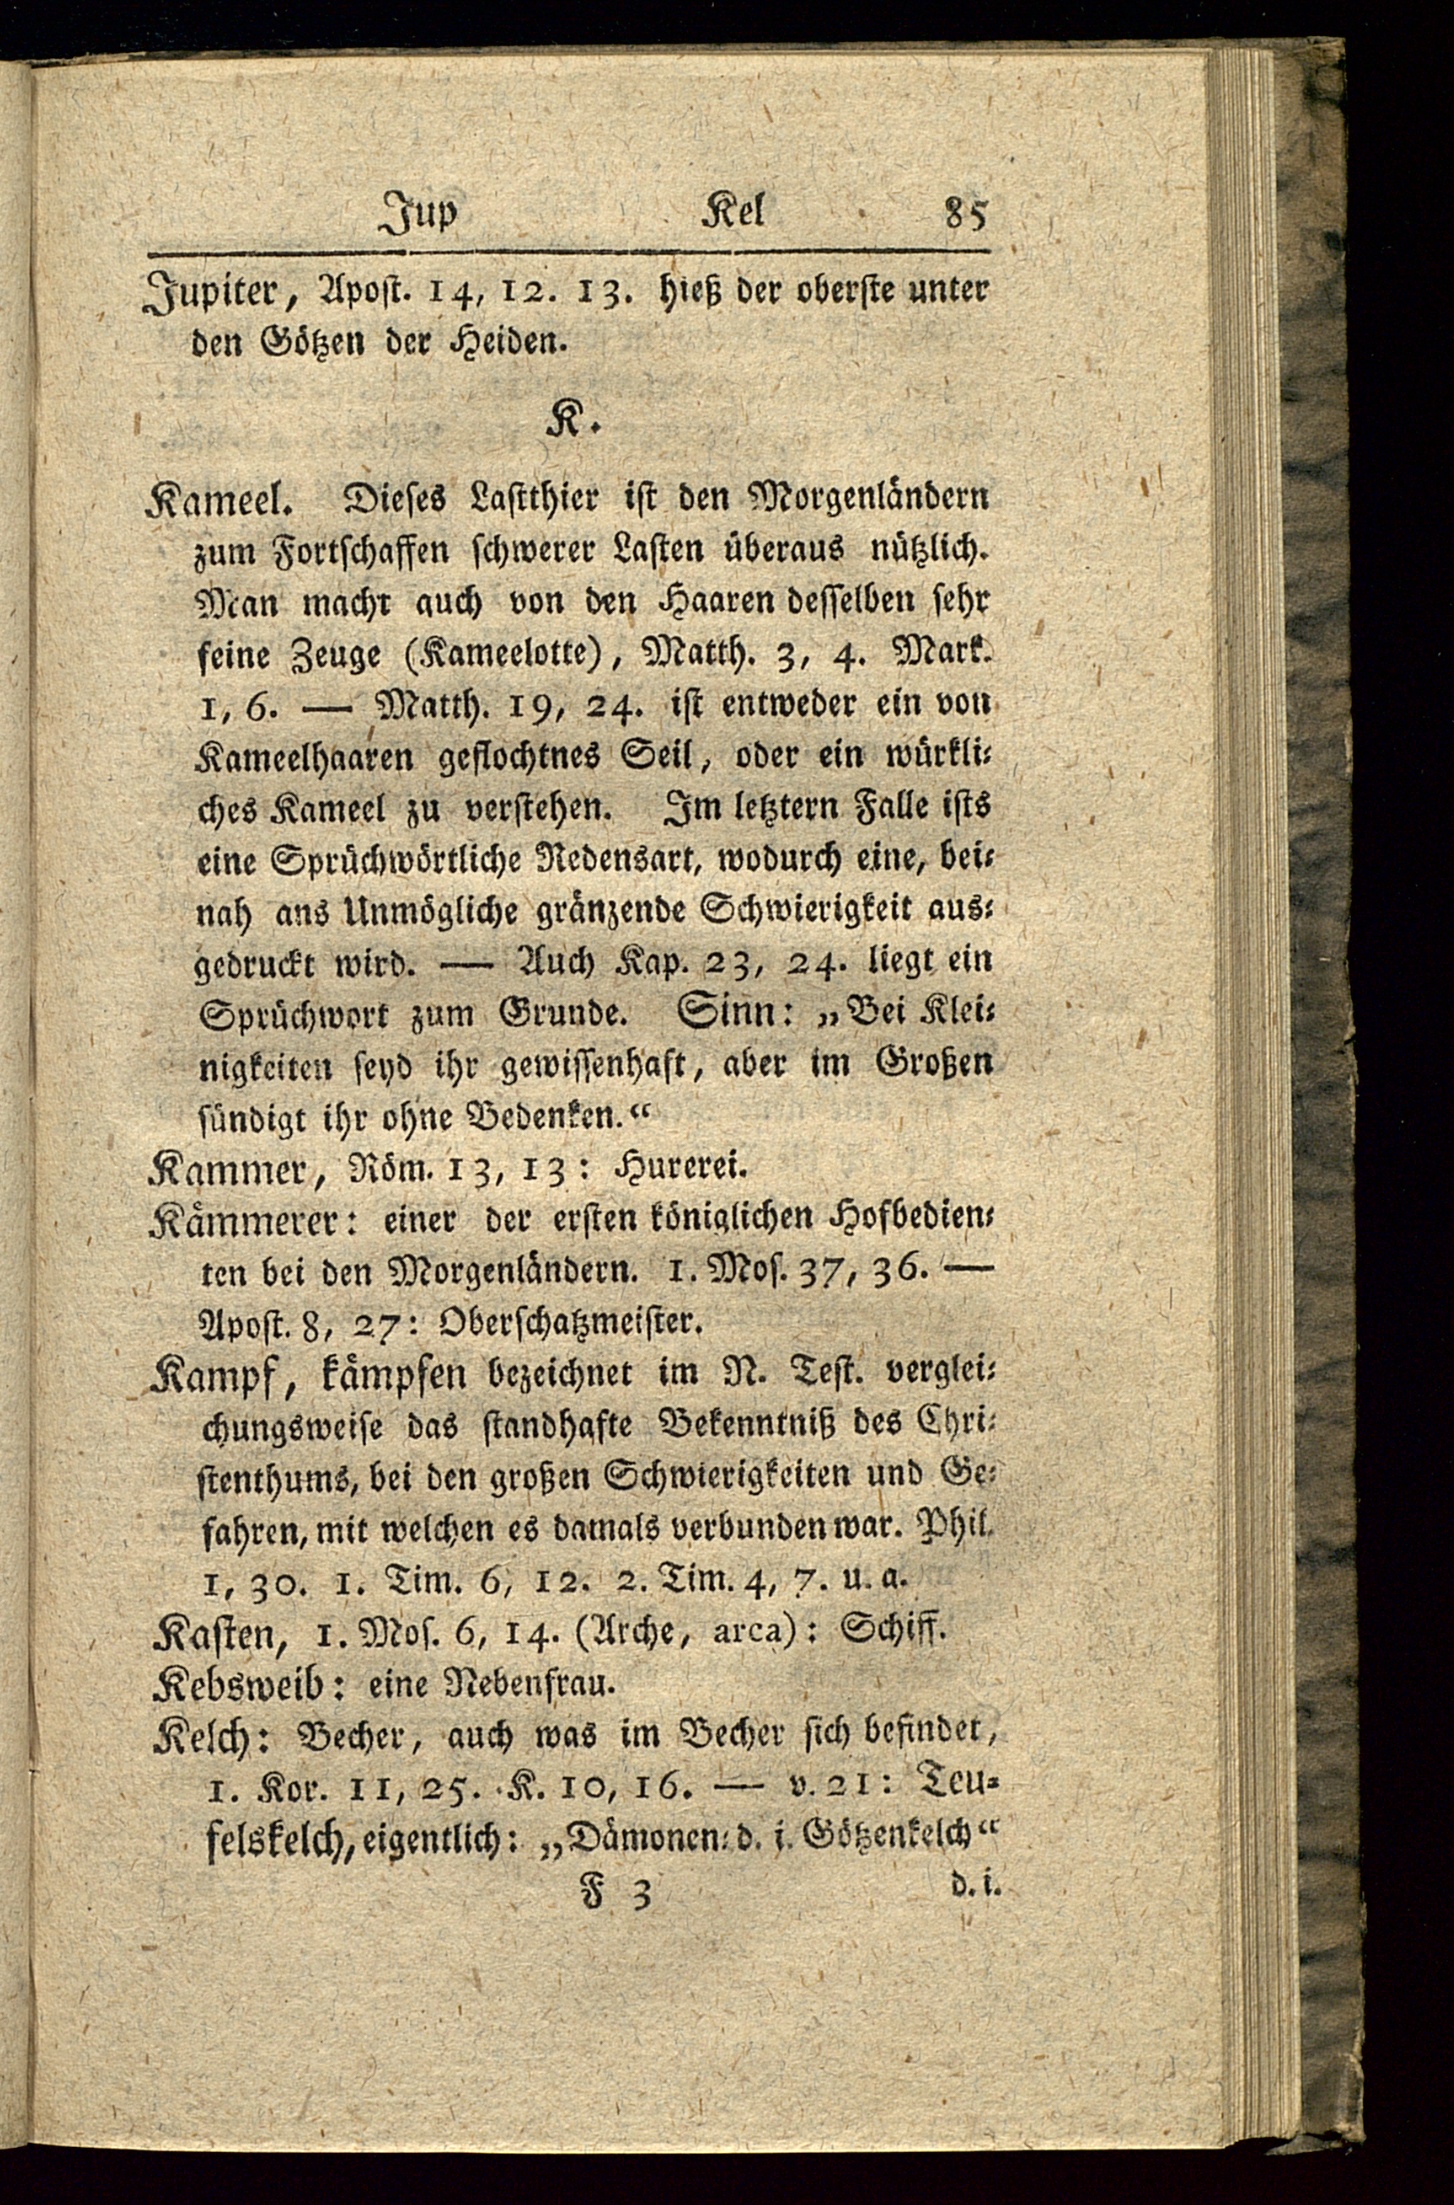 Jup Kel 85
Jupiter, Apost. 14, 12. 13. hieß der oberste unter
den Götzen der Heiden.
K.
Kameel. Dieses Lastthier ist den Morgenländern
zum Fortschaffen schwerer Lasten überaus nützlich.
Man macht auch von den Haaren desselben sehr
feine Zeuge (Kameelotte), Matth. 3, 4. Mark.
1, 6. — Matth. 19, 24. ist entweder ein von
Kameelhaaren geflochtnes Seil, oder ein würkli-
ches Kameel zu verstehen. Im letztern Falle ists
eine Sprüchwörtliche Redensart, wodurch eine, bei-
nah ans Unmögliche gränzende Schwierigkeit aus-
gedruckt wird. — Auch Kap. 23, 24. liegt ein
Sprüchwort zum Grunde. Sinn: „Bei Klei-
nigkeiten seyd ihr gewissenhaft, aber im Großen
sündigt ihr ohne Bedenken.“
Kammer, Röm. 13, 13: Hurerei.
Kämmerer: einer der ersten königlichen Hofbedien-
ten bei den Morgenländern. 1. Mos. 37, 36. —
Apost. 8, 27: Oberschatzmeister.
Kampf, kämpfen bezeichnet im N. Test. verglei-
chungsweise das standhafte Bekenntniß des Chri-
stenthums, bei den großen Schwierigkeiten und Ge-
fahren, mit welchen es damals verbunden war. Phil.
1, 30. 1. Tim. 6, 12. 2. Tim. 4, 7. u. a.
Kasten, 1. Mos. 6, 14. (Arche, arca): Schiff.
Kebsweib: eine Nebenfrau.
Kelch: Becher, auch was im Becher sich befindet,
1. Kor. 11, 25. K. 10, 16. — v. 21: Teu-
felskelch, eigentlich: „Dämonen- d. i. Götzenkelch“
F 3 d. i.